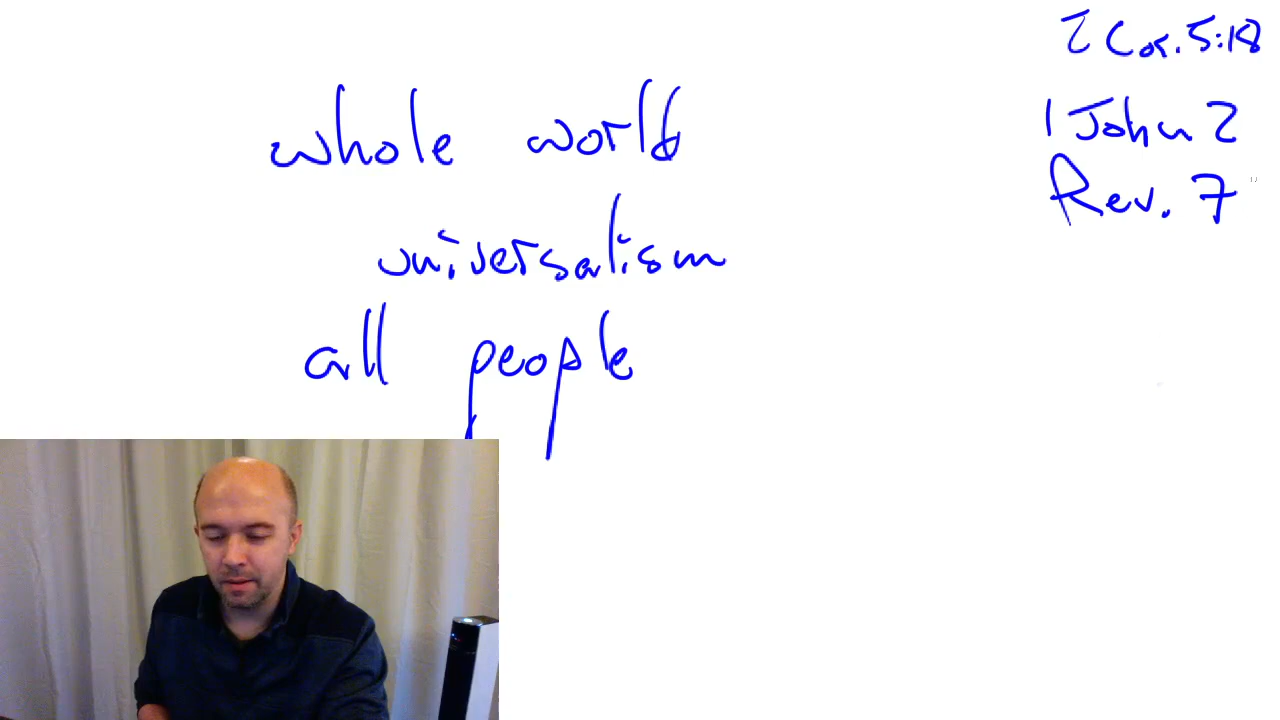 whole world
universalism
all people
2 Cor. 5:18
1 John 2
Rev. 7